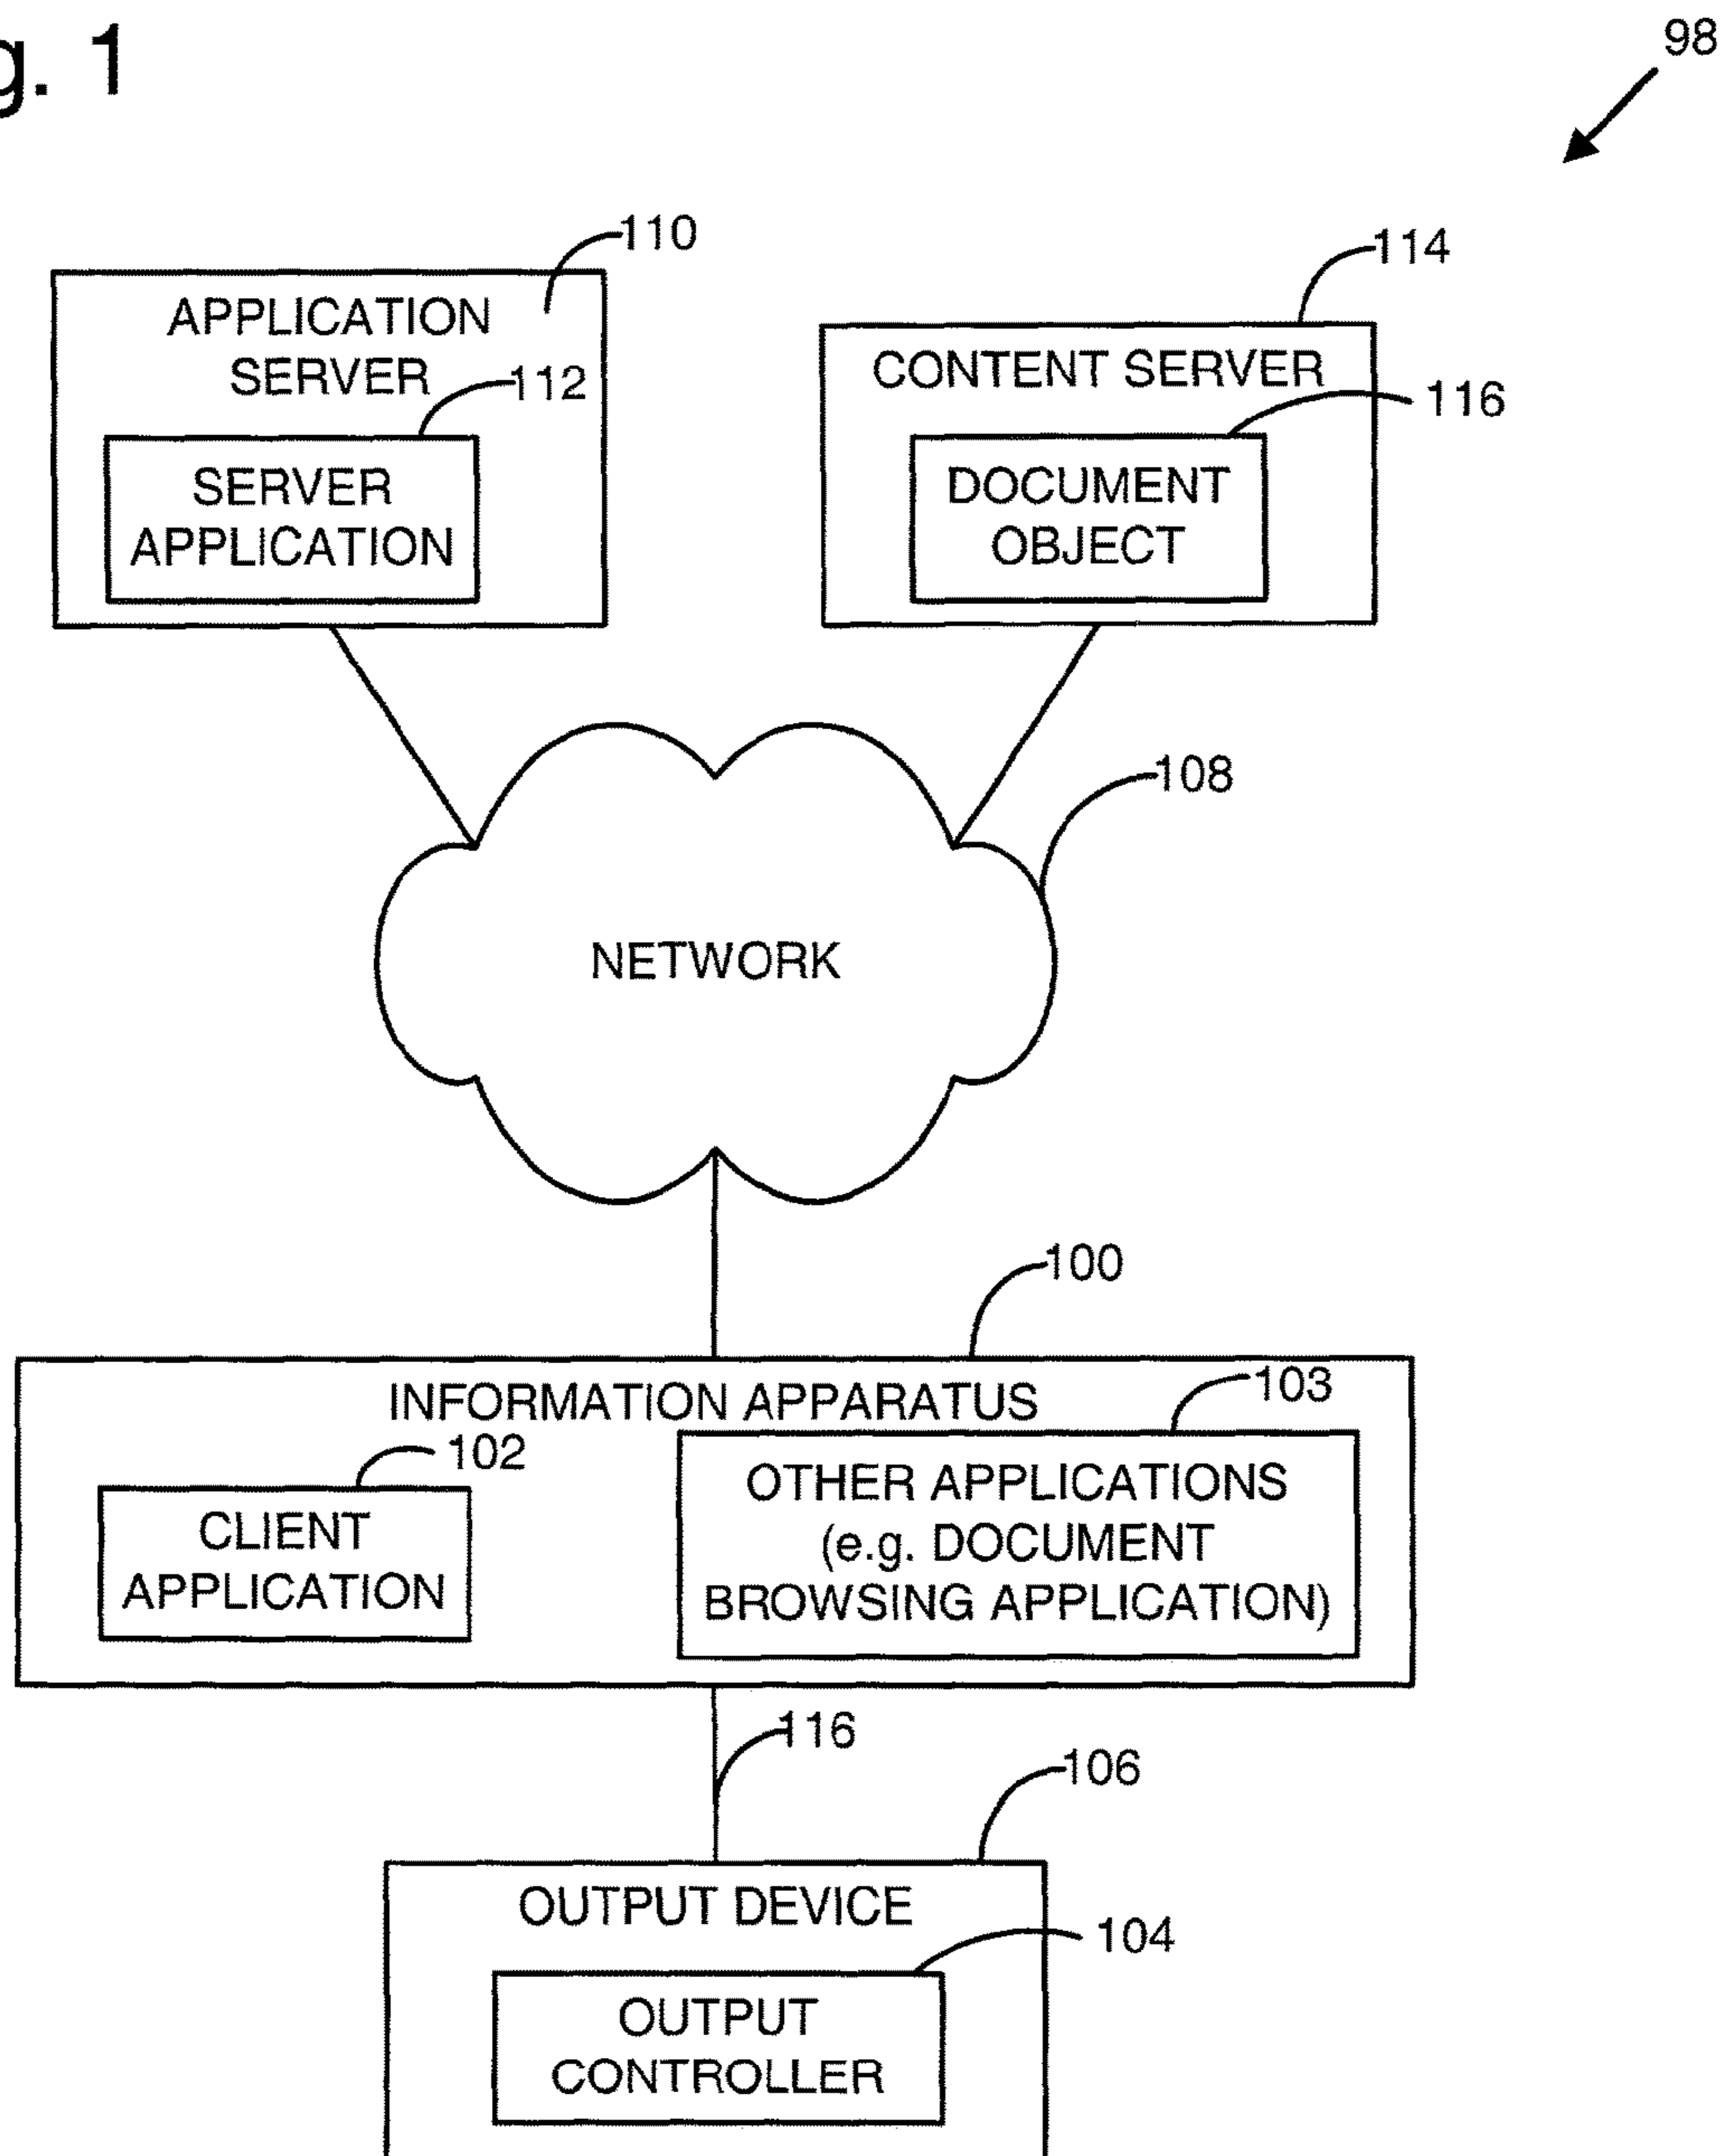 g. 1
98
110
APPLICATION
SERVER
112
SERVER
APPLICATION
114
CONTENT SERVER
116
DOCUMENT
OBJECT
108
NETWORK
100
INFORMATION APPARATUS
102
CLIENT
APPLICATION
103
OTHER APPLICATIONS
(e.g. DOCUMENT
BROWSING APPLICATION)
116
106
OUTPUT DEVICE
104
OUTPUT
CONTROLLER